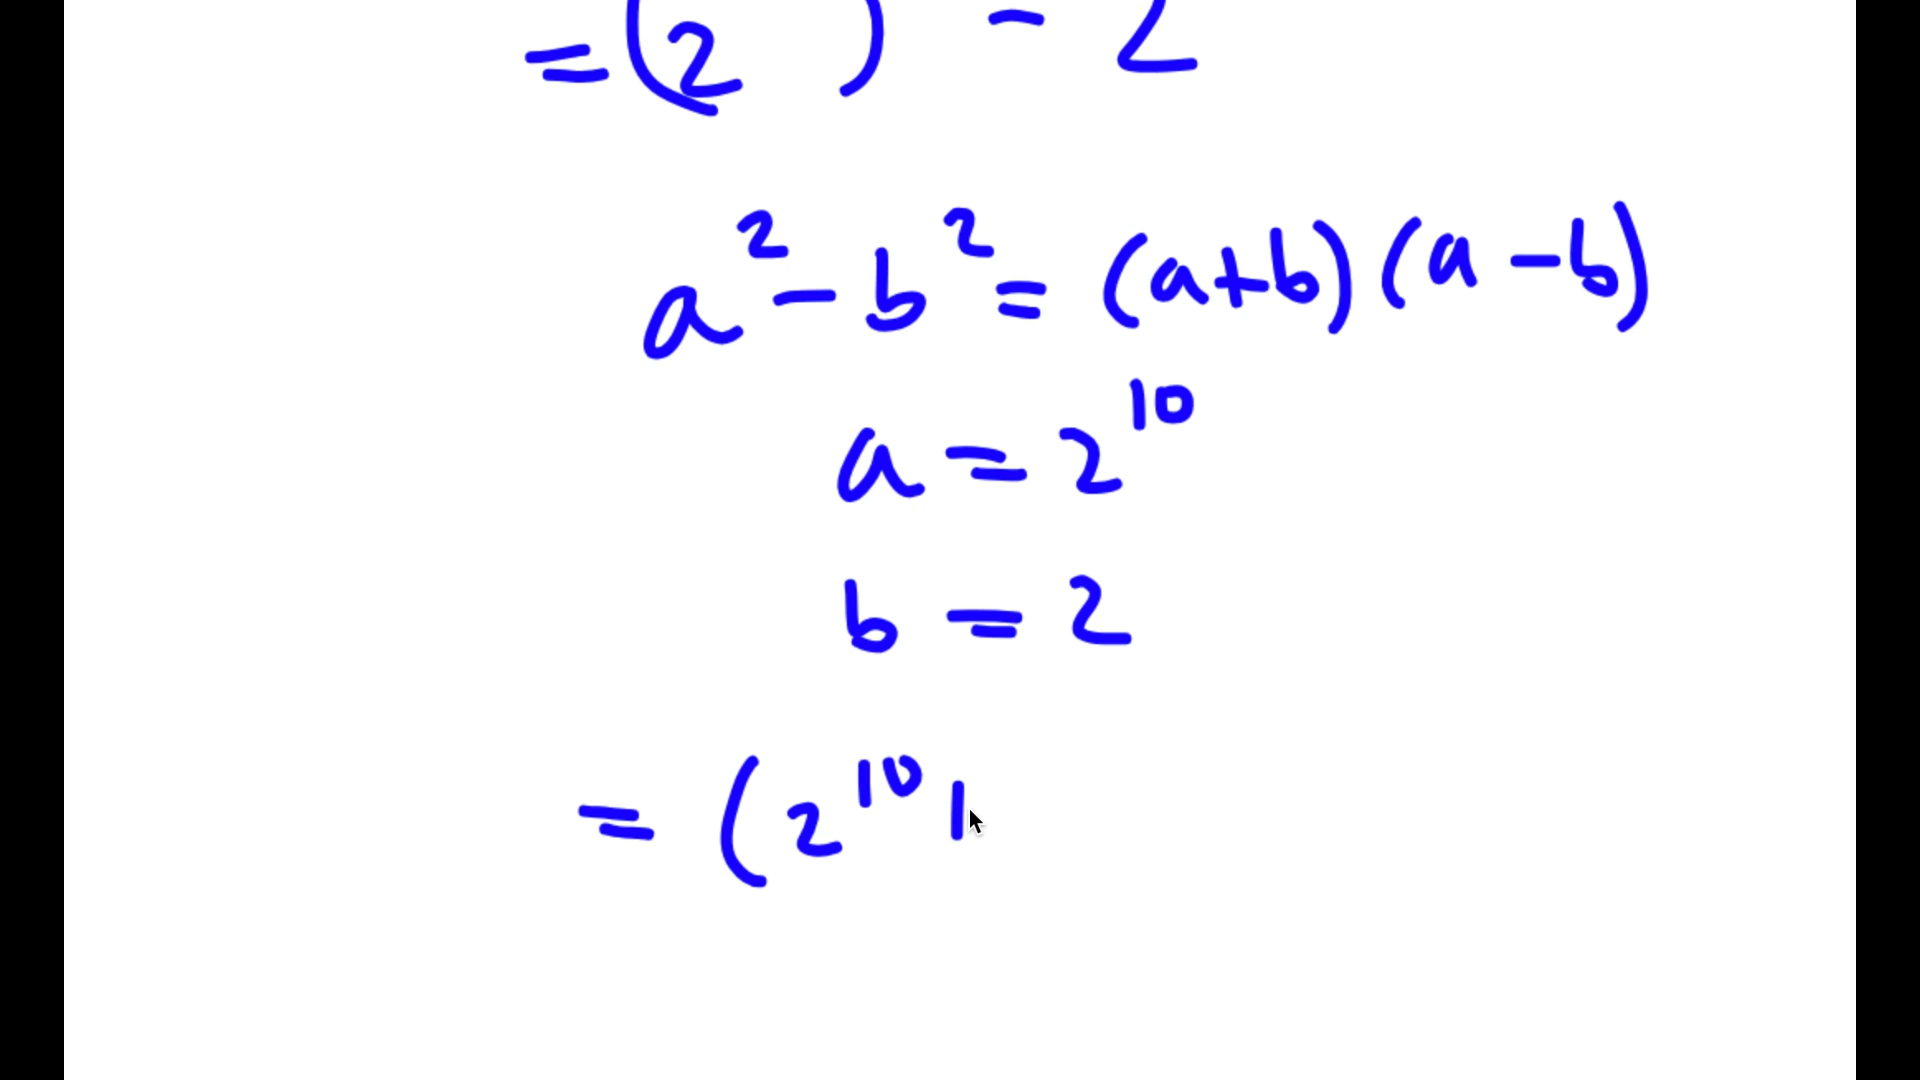 =(2 ) - 2
a² - b² = (a+b)(a-b)
a = 2¹⁰
b = 2
= (2¹⁰ |